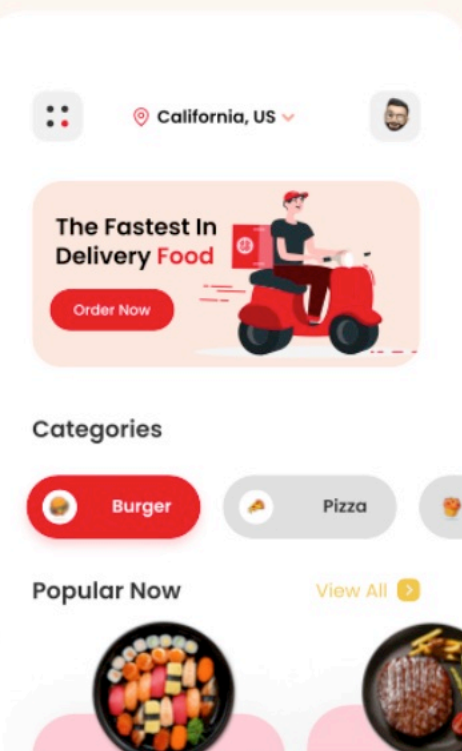 California, US
The Fastest In
Delivery Food
Order Now
Categories
Burger
Pizza
Popular Now
View All